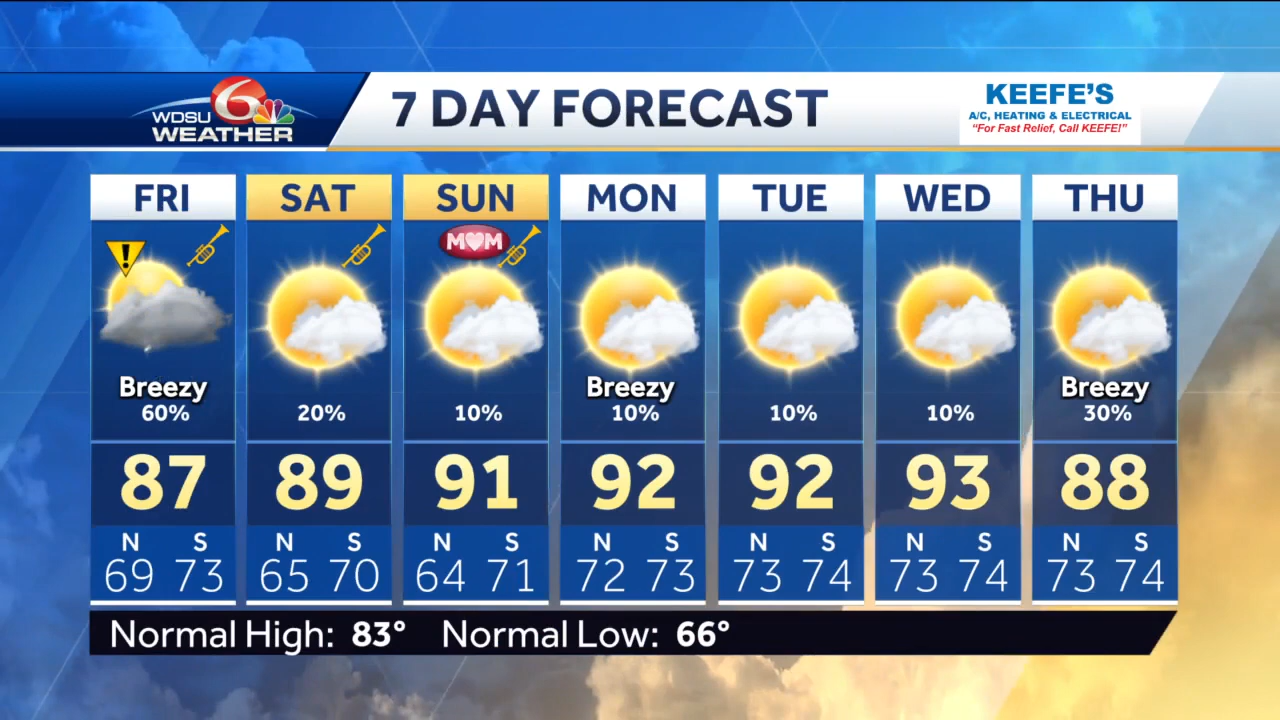 WDSU 6
WEATHER
7 DAY FORECAST
KEEFE'S
A/C, HEATING & ELECTRICAL
"For Fast Relief, Call KEEFE!"
FRI SAT SUN MON TUE WED THU
! M♥M
Breezy Breezy Breezy
60% 20% 10% 10% 10% 10% 30%
87 89 91 92 92 93 88
N S N S N S N S N S N S N S
69 73 65 70 64 71 72 73 73 74 73 74 73 74
Normal High: 83° Normal Low: 66°